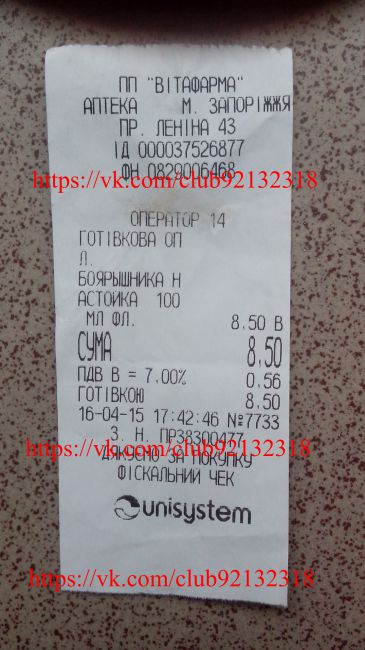 ПП "ВІТАФАРМА"
АПТЕКА М. ЗАПОРІЖЖЯ
ПР. ЛЕНІНА 43
ІД 000037526877
ФН 0829006468
https://vk.com/club92132318
ОПЕРАТОР 14
ГОТІВКОВА ОП
Л.
БОЯРЫШНИКА Н
АСТОЙКА 100
МЛ ФЛ. 8.50 В
СУМА 8,50
ПДВ В = 7.00% 0.56
ГОТІВКОЮ 8,50
16-04-15 17:42:46 №7733
З. Н. ПР38300437
https://vk.com/club92132318
ДЯКУЄМО ЗА ПОКУПКУ
ФІСКАЛЬНИЙ ЧЕК
unisystem
https://vk.com/club92132318